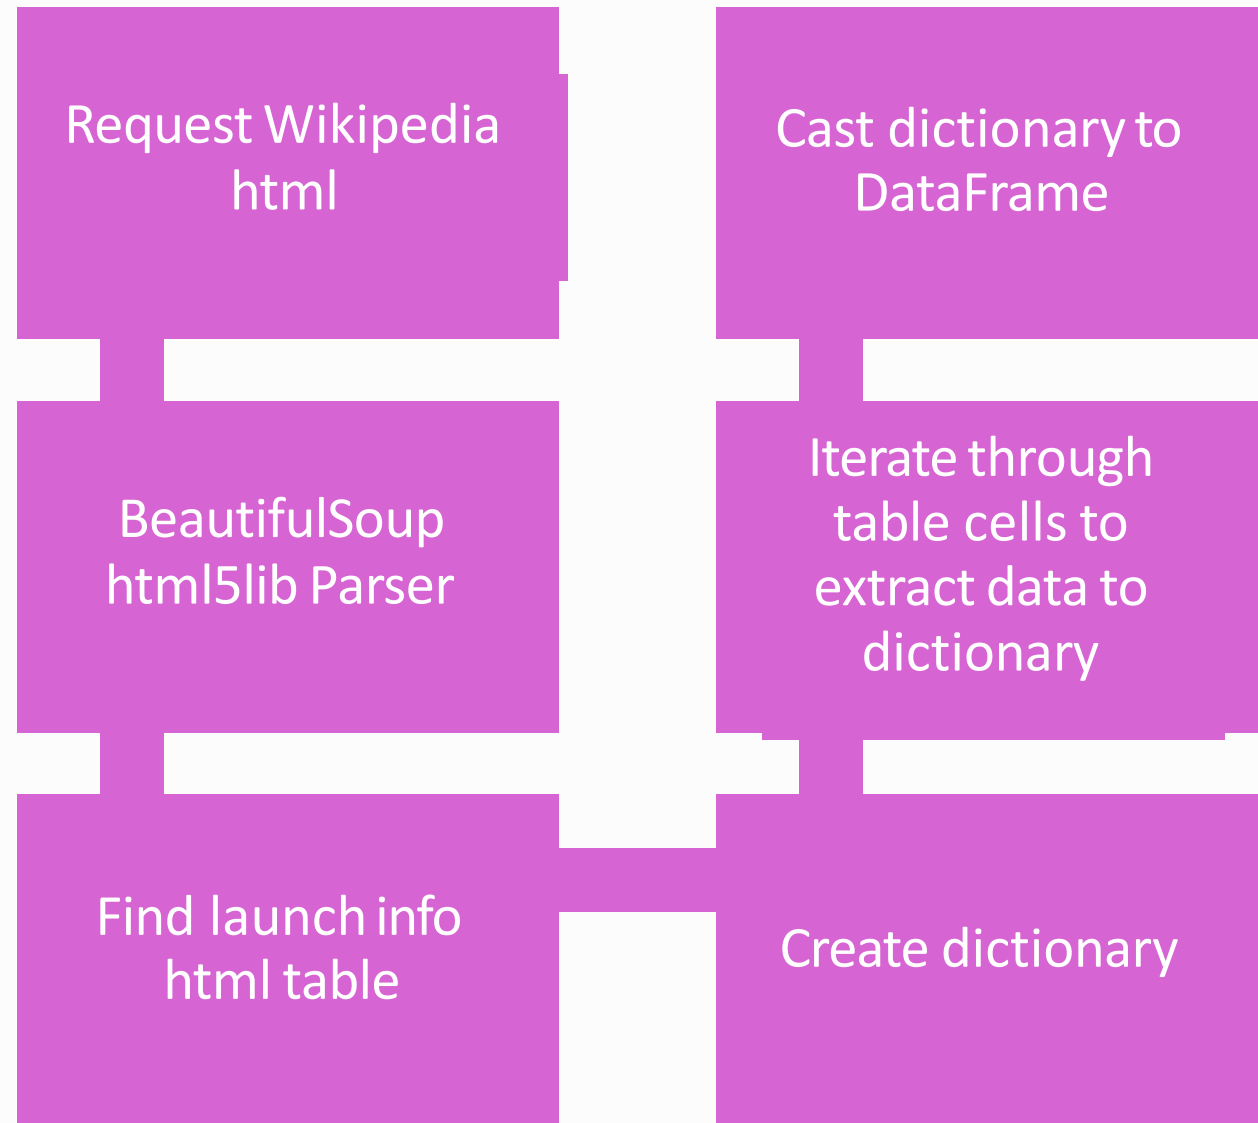 Request Wikipedia
html
BeautifulSoup
html5lib Parser
Find launch info
html table
Create dictionary
Iterate through
table cells to
extract data to
dictionary
Cast dictionary to
DataFrame